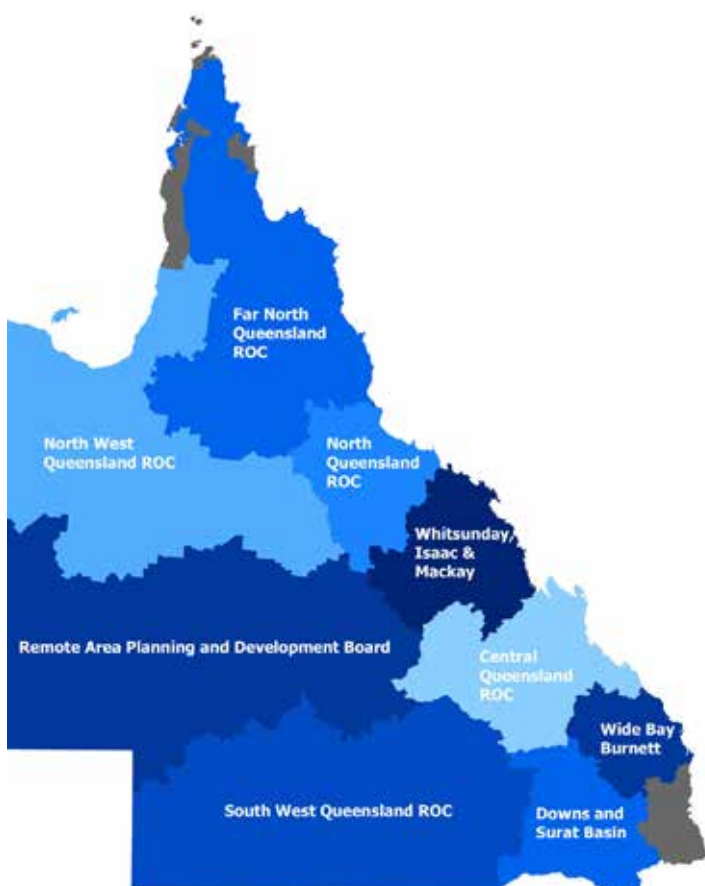 Far North
Queensland
ROC
North West
Queensland ROC
North
Queensland
ROC
Whitsunday,
Isaac &
Mackay
Remote Area Planning and Development Board
Central
Queensland
ROC
Wide Bay
Burnett
South West Queensland ROC
Downs and
Surat Basin